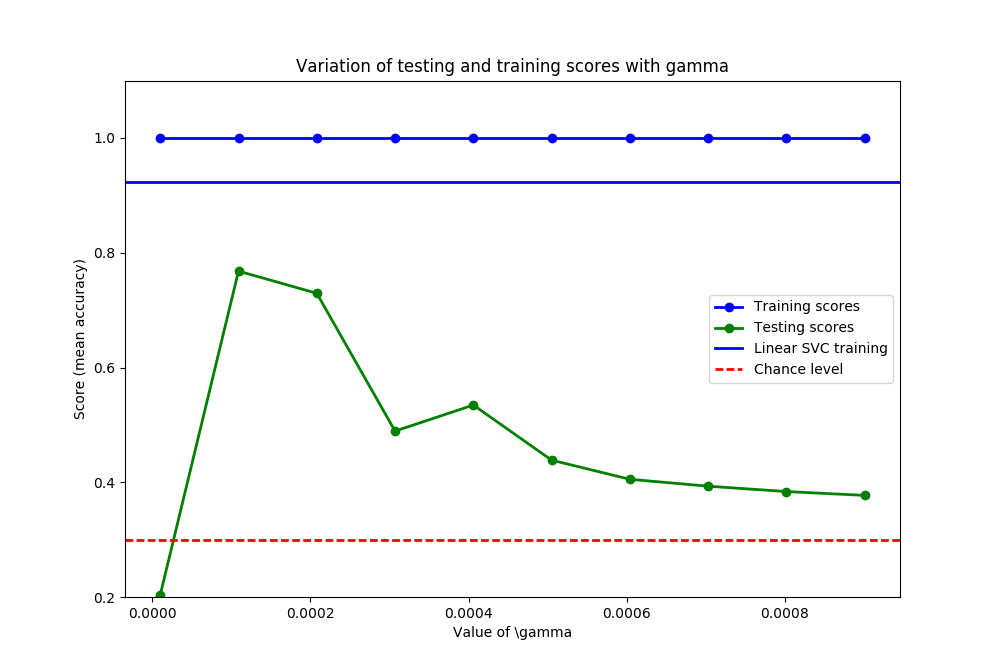 Variation of testing and training scores with gamma
Score (mean accuracy)
1.0
0.8
0.6
0.4
0.2
Training scores
Testing scores
Linear SVC training
Chance level
0.0000 0.0002 0.0004 0.0006 0.0008
Value of \gamma